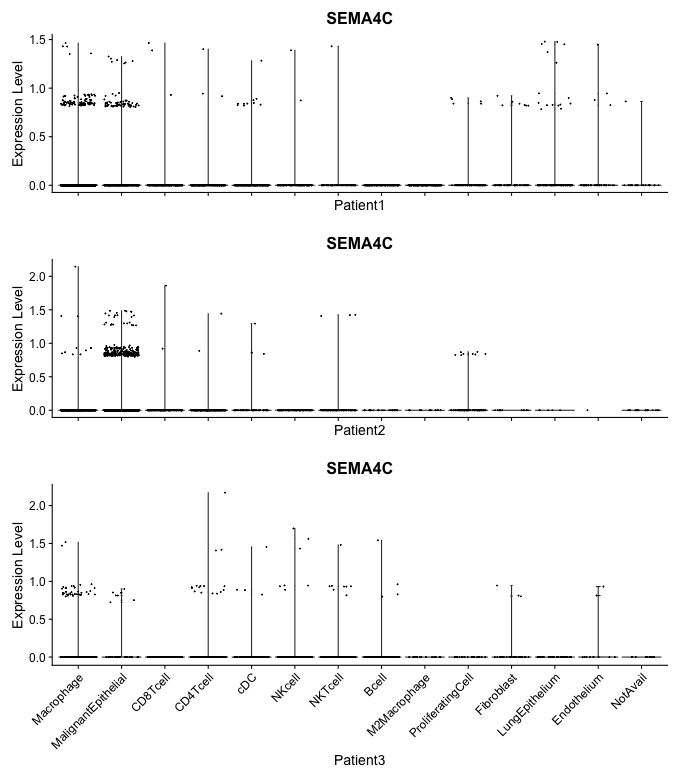 SEMA4C
Expression Level
1.5
1.0
0.5
0.0
Patient1
SEMA4C
Expression Level
2.0
1.5
1.0
0.5
0.0
Patient2
SEMA4C
Expression Level
2.0
1.5
1.0
0.5
0.0
Macrophage
MalignantEpithelial
CD8Tcell
CD4Tcell
cDC
NKcell
NKTcell
Bcell
M2Macrophage
ProliferatingCell
Fibroblast
LungEpithelium
Endothelium
NotAvail
Patient3